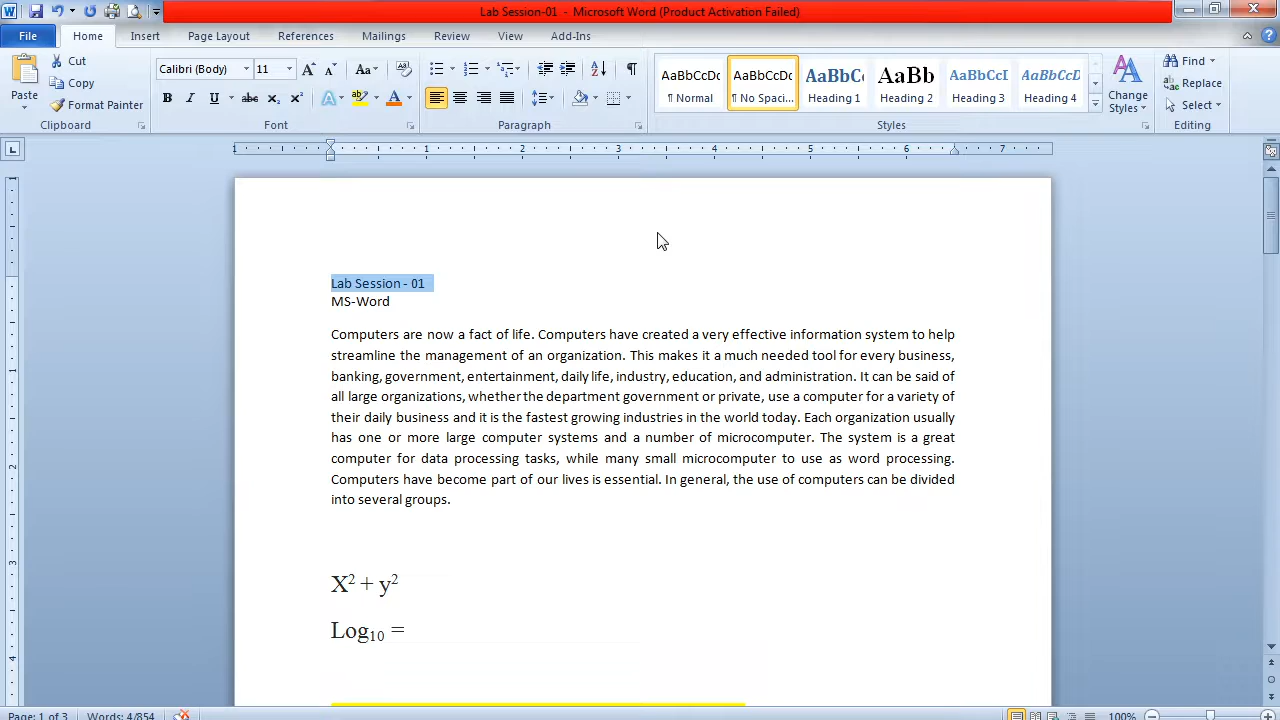 Lab Session-01 - Microsoft Word (Product Activation Failed)
File Home Insert Page Layout References Mailings Review View Add-Ins
Paste
Cut
Copy
Format Painter
Clipboard
Calibri (Body) 11
Font
Paragraph
AaBbCcDc AaBbCcDc AaBbCc AaBb AaBbCcI AaBbCcD
¶ Normal ¶ No Spaci... Heading 1 Heading 2 Heading 3 Heading 4
Change Styles
Styles
Find
Replace
Select
Editing
1 1 2 3 4 5 6 7
Lab Session - 01
MS-Word
Computers are now a fact of life. Computers have created a very effective information system to help
streamline the management of an organization. This makes it a much needed tool for every business,
banking, government, entertainment, daily life, industry, education, and administration. It can be said of
all large organizations, whether the department government or private, use a computer for a variety of
their daily business and it is the fastest growing industries in the world today. Each organization usually
has one or more large computer systems and a number of microcomputer. The system is a great
computer for data processing tasks, while many small microcomputer to use as word processing.
Computers have become part of our lives is essential. In general, the use of computers can be divided
into several groups.
X² + y²
Log₁₀ =
Page: 1 of 3 Words: 4/854 100%